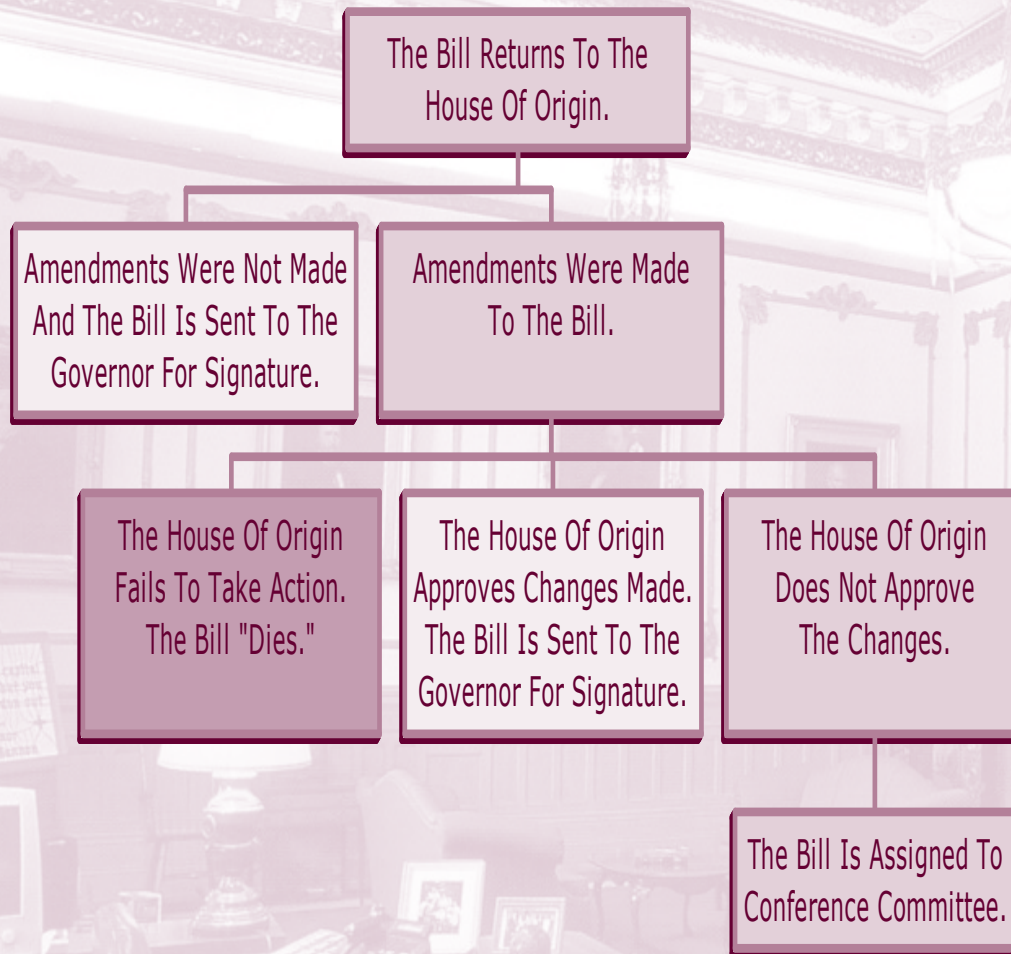 The Bill Returns To The
House Of Origin.
Amendments Were Not Made
And The Bill Is Sent To The
Governor For Signature.
Amendments Were Made
To The Bill.
The House Of Origin
Fails To Take Action.
The Bill "Dies."
The House Of Origin
Approves Changes Made.
The Bill Is Sent To The
Governor For Signature.
The House Of Origin
Does Not Approve
The Changes.
The Bill Is Assigned To
Conference Committee.